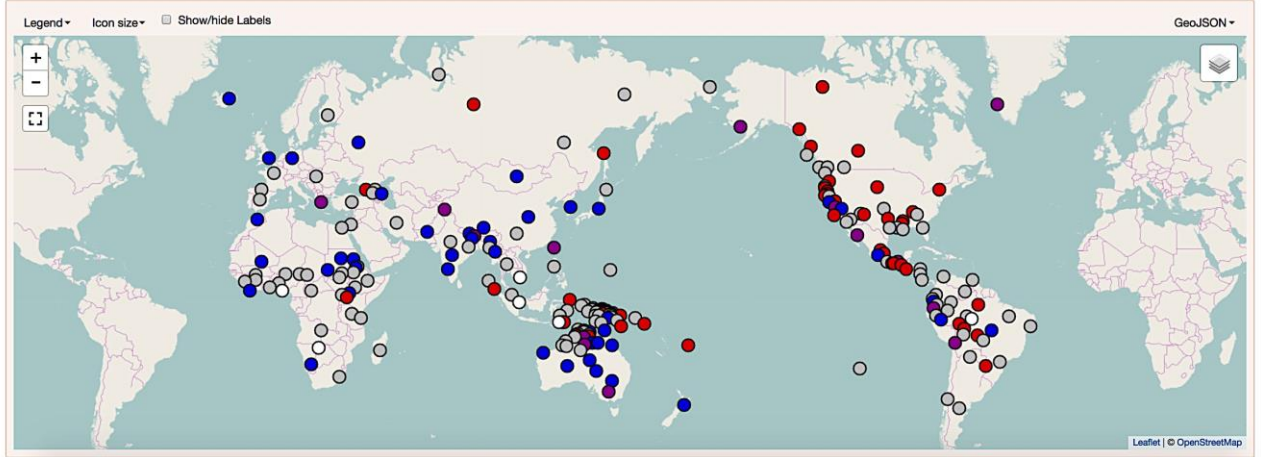 Legend▾ Icon size▾ Show/hide Labels GeoJSON▾
+
−
Leaflet | © OpenStreetMap